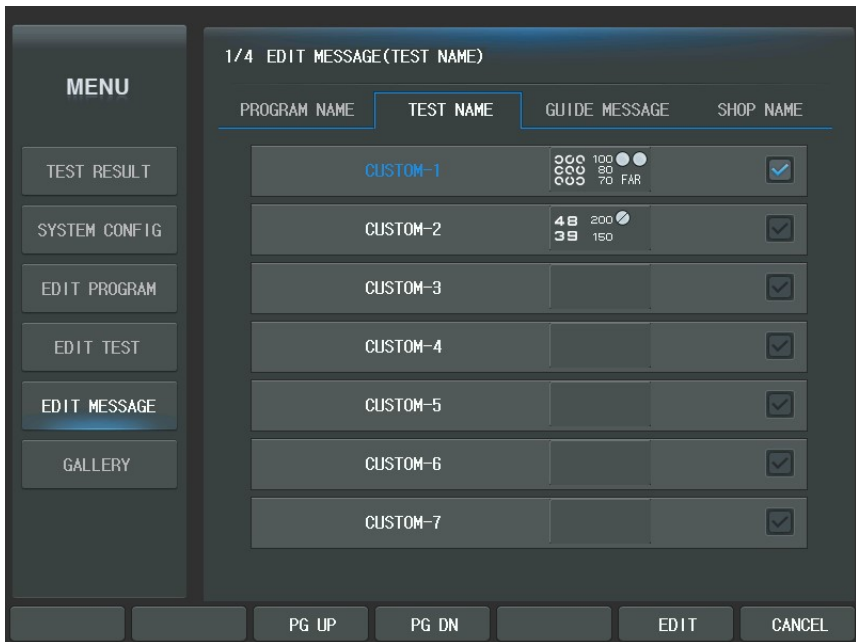 MENU
TEST RESULT
SYSTEM CONFIG
EDIT PROGRAM
EDIT TEST
EDIT MESSAGE
GALLERY
1/4 EDIT MESSAGE(TEST NAME)
PROGRAM NAME TEST NAME GUIDE MESSAGE SHOP NAME
CUSTOM-1
100
80
70 FAR
CUSTOM-2
48 200
39 150
CUSTOM-3
CUSTOM-4
CUSTOM-5
CUSTOM-6
CUSTOM-7
PG UP PG DN EDIT CANCEL